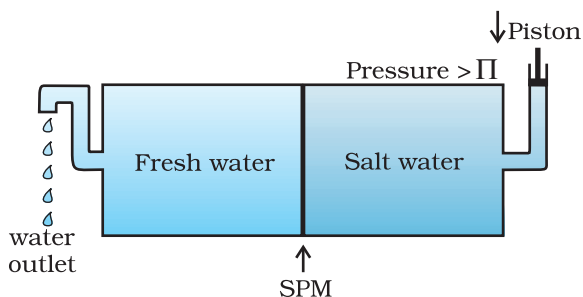 Piston
Pressure > Π
Fresh water
Salt water
water
outlet
SPM